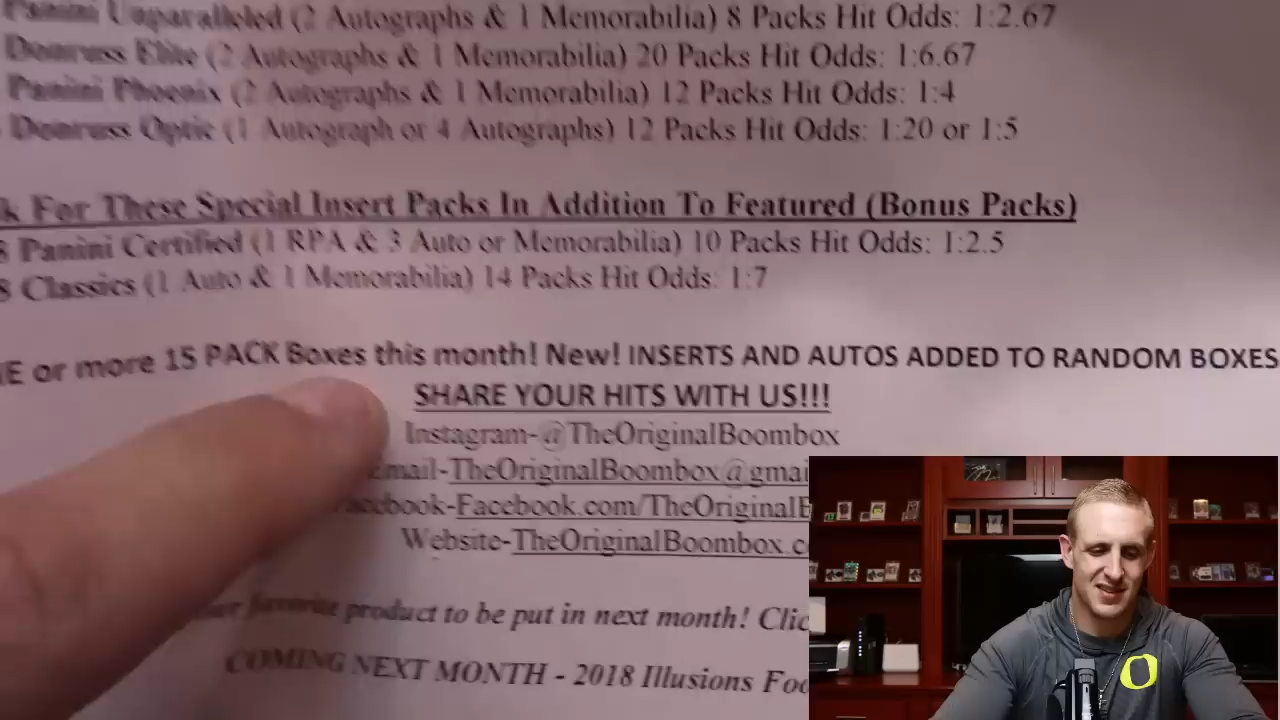 Panini Unparalleled (2 Autographs & 1 Memorabilia) 8 Packs Hit Odds: 1:2.67
Donruss Elite (2 Autographs & 1 Memorabilia) 20 Packs Hit Odds: 1:6.67
Panini Phoenix (2 Autographs & 1 Memorabilia) 12 Packs Hit Odds: 1:4
Donruss Optic (1 Autograph or 4 Autographs) 12 Packs Hit Odds: 1:20 or 1:5
k For These Special Insert Packs In Addition To Featured (Bonus Packs)
8 Panini Certified (1 RPA & 3 Auto or Memorabilia) 10 Packs Hit Odds: 1:2.5
8 Classics (1 Auto & 1 Memorabilia) 14 Packs Hit Odds: 1:7
E or more 15 PACK Boxes this month! New! INSERTS AND AUTOS ADDED TO RANDOM BOXES
SHARE YOUR HITS WITH US!!!
Instagram-@TheOriginalBoombox
Email-TheOriginalBoombox@gmai
acebook-Facebook.com/TheOriginalB
Website-TheOriginalBoombox.c
ur favorite product to be put in next month! Clic
COMING NEXT MONTH - 2018 Illusions Foo
O